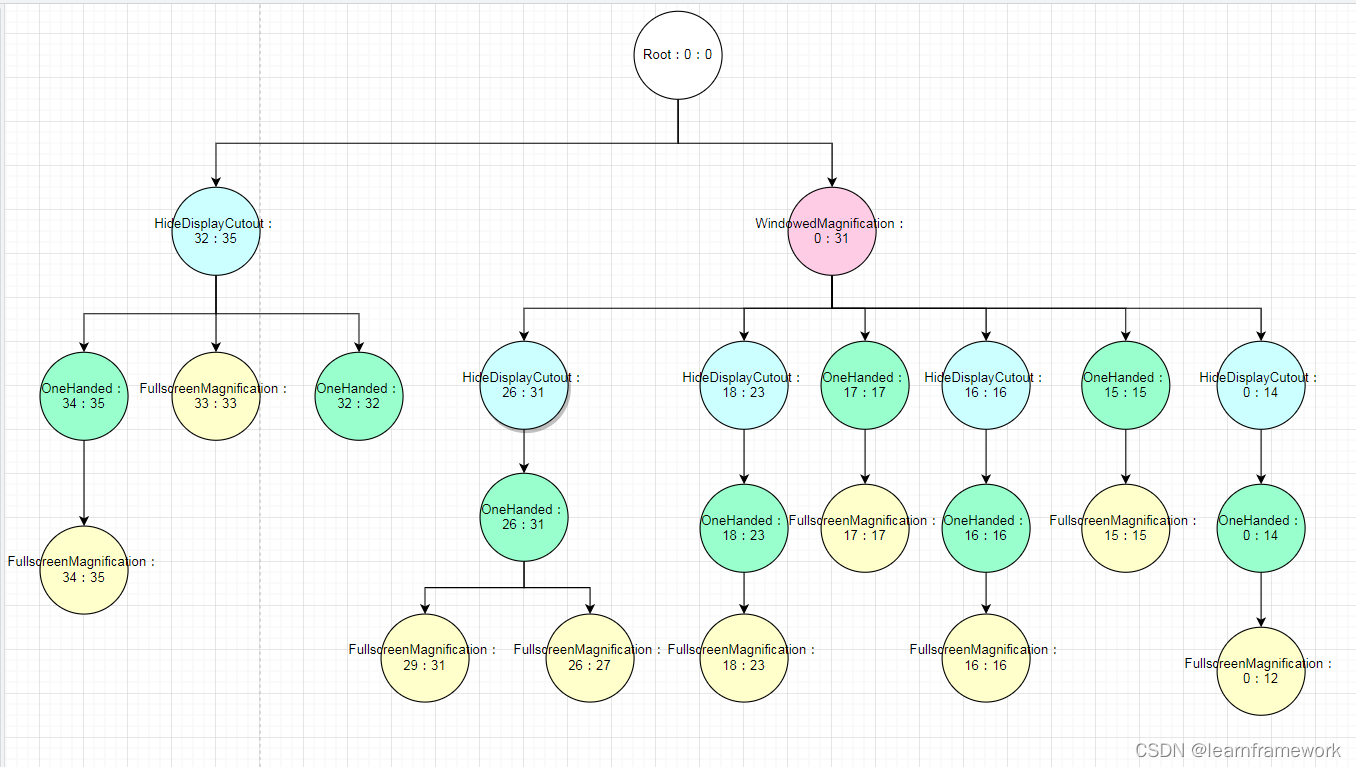 Root：0：0
HideDisplayCutout：
32：35
WindowedMagnification：
0：31
OneHanded：
34：35
FullscreenMagnification：
33：33
OneHanded：
32：32
HideDisplayCutout：
26：31
HideDisplayCutout：
18：23
OneHanded：
17：17
HideDisplayCutout：
16：16
OneHanded：
15：15
HideDisplayCutout：
0：14
FullscreenMagnification：
34：35
OneHanded：
26：31
OneHanded：
18：23
FullscreenMagnification：
17：17
OneHanded：
16：16
FullscreenMagnification：
15：15
OneHanded：
0：14
FullscreenMagnification：
29：31
FullscreenMagnification：
26：27
FullscreenMagnification：
18：23
FullscreenMagnification：
16：16
FullscreenMagnification：
0：12
CSDN @learnframework